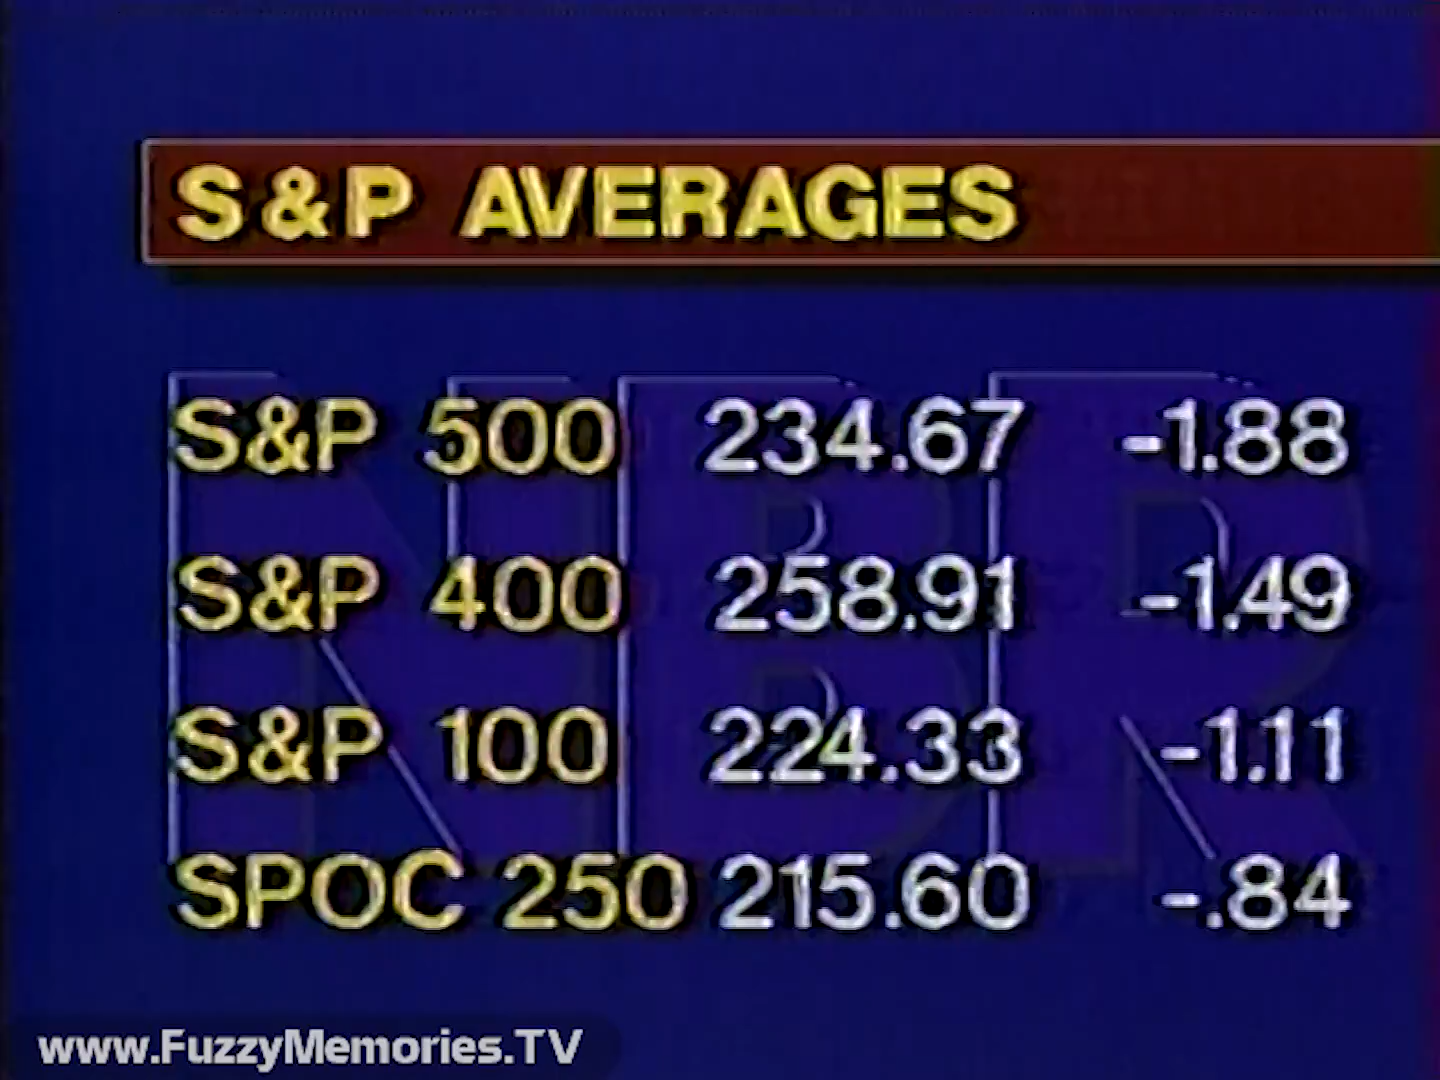 S&P AVERAGES
S&P 500 234.67 -1.88
S&P 400 258.91 -1.49
S&P 100 224.33 -1.11
SPOC 250 215.60 -.84
NBR
www.FuzzyMemories.TV